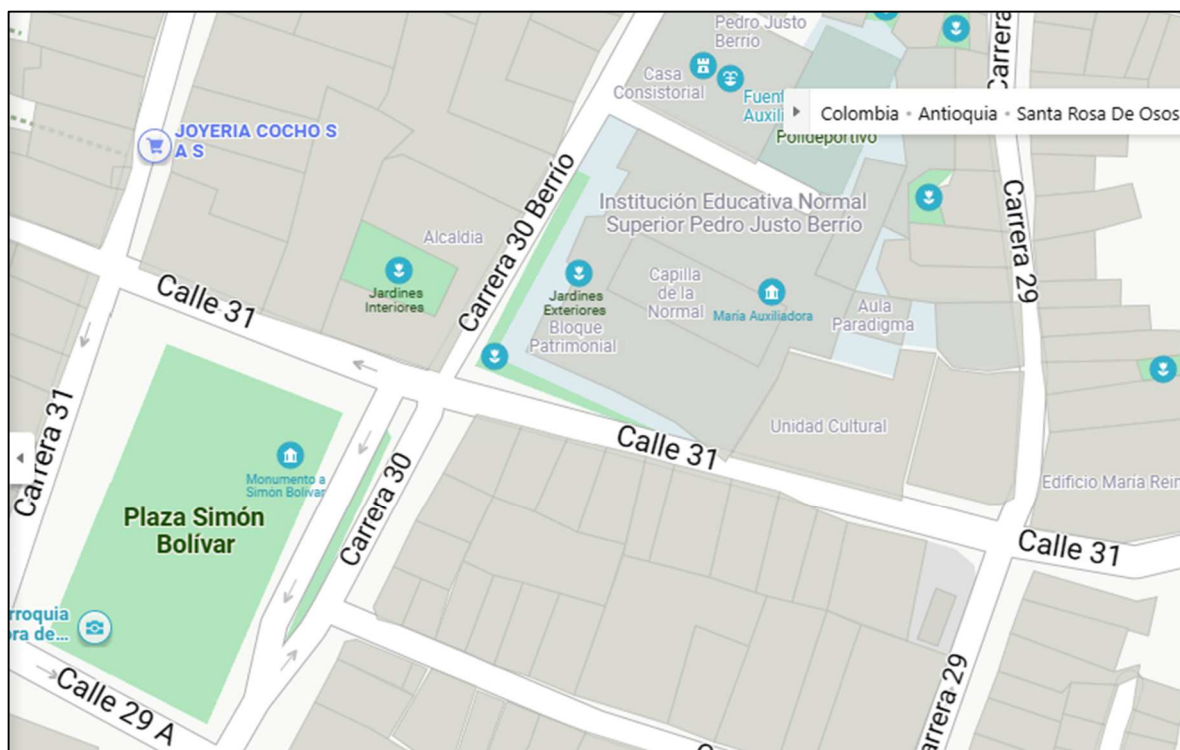 Pedro Justo
Berrío
Casa
Consistorial
Fuent
Auxili
Colombia • Antioquia • Santa Rosa De Osos
Polideportivo
Carrera
JOYERIA COCHO S
A S
Institución Educativa Normal
Superior Pedro Justo Berrío
Carrera 30 Berrío
Carrera 29
Alcaldia
Jardines
Interiores
Jardines
Exteriores
Bloque
Patrimonial
Capilla
de la
Normal
María Auxiliadora
Aula
Paradigma
Calle 31
Carrera 31
Unidad Cultural
Calle 31
Monumento a
Simón Bolívar
Carrera 30
Edificio María Rein
Plaza Simón
Bolívar
Calle 31
rroquia
ra de...
Calle 29 A
Carrera 29